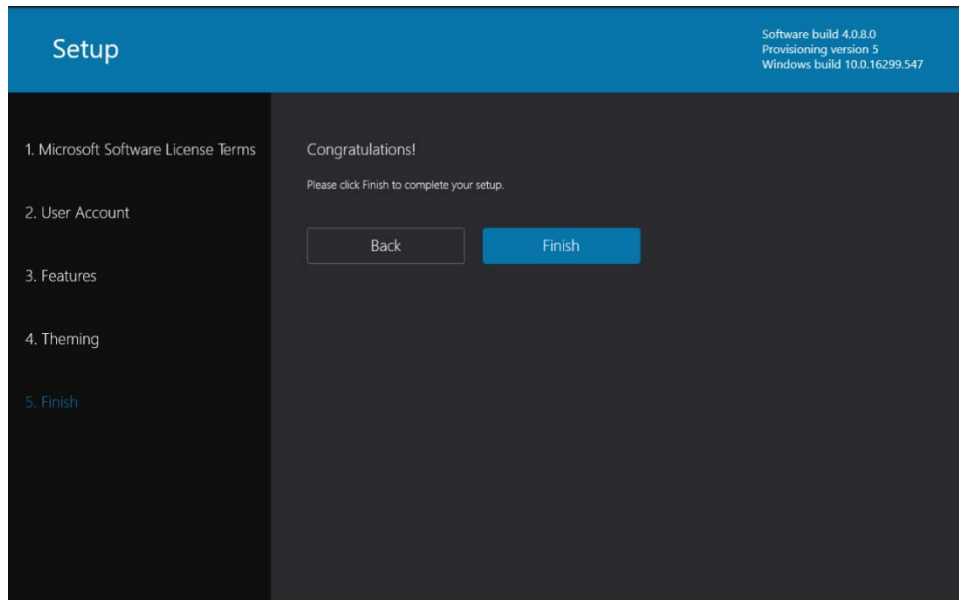 Setup
Software build 4.0.8.0
Provisioning version 5
Windows build 10.0.16299.547
1. Microsoft Software License Terms
2. User Account
3. Features
4. Theming
5. Finish
Congratulations!
Please click Finish to complete your setup.
Back
Finish